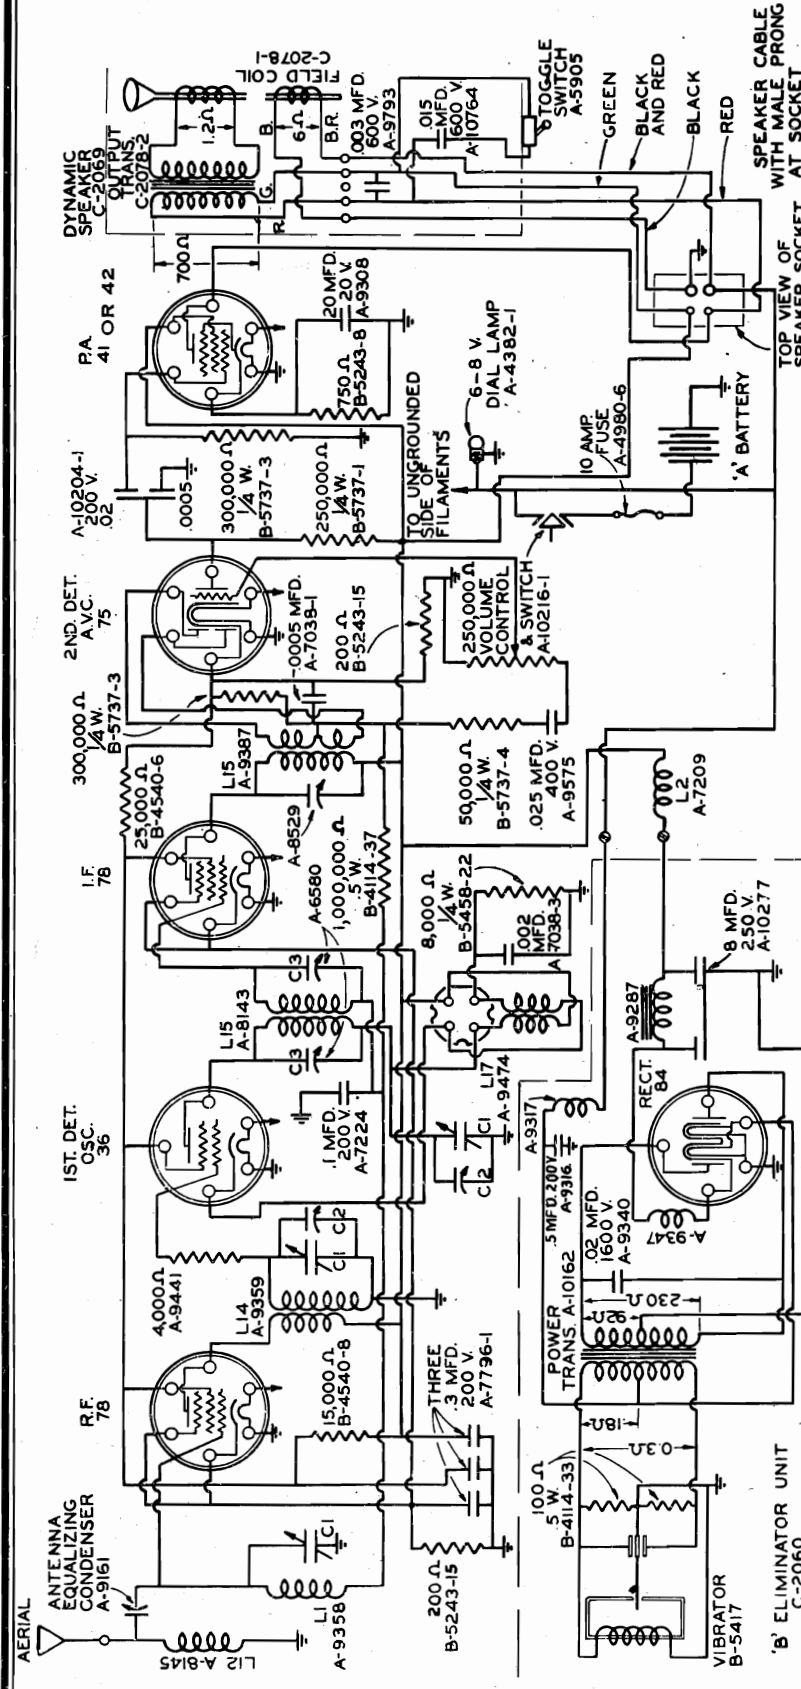 AERIAL
ANTENNA
EQUALIZING
CONDENSER
A-9161
L12 A-8145
L1
A-9358
C1
R.F.
78
200 Ω
B-5243-15
15,000 Ω
B-4540-8
THREE
.3 MFD.
200 V.
A-7796-1
L14
A-9359
4,000 Ω
A-9441
C1
C2
1ST. DET.
OSC.
36
.1 MFD.
200 V.
A-7224
C3
L15
A-8143
C3
A-6580
C2
C1
L17
A-9474
I.F.
78
25,000 Ω
B-4540-6
A-8529
1,000,000 Ω
.5 W.
B-4114-37
L15
A-9387
8,000 Ω
1/4 W.
B-5458-22
.002
MFD.
A-7038-3
300,000 Ω
1/4 W.
B-5737-3
2ND. DET.
A.V.C.
75
.0005 MFD.
A-7038-1
200 Ω
B-5243-15
50,000 Ω
1/4 W.
B-5737-4
.025 MFD.
400 V.
A-9575
250,000 Ω
VOLUME
CONTROL
& SWITCH
A-10216-1
A-10204-1
200 V.
.02
.0005
300,000 Ω
1/4 W.
B-5737-3
250,000 Ω
1/4 W.
B-5737-1
TO UNGROUNDED
SIDE OF
FILAMENTS
P.A.
41 OR 42
750 Ω
B-5243-8
20 MFD.
20 V.
A-9308
6-8 V.
DIAL LAMP
A-4382-1
10 AMP.
FUSE
A-4980-6
'A' BATTERY
DYNAMIC
SPEAKER
C-2069
OUTPUT
TRANS.
C-2078-2
700 Ω
R.
G.
1.2 Ω
B.
6 Ω
B.R.
FIELD COIL
C-2078-1
.003 MFD.
600 V.
A-9793
.015
MFD.
600 V.
A-10764
TOGGLE
SWITCH
A-5905
GREEN
BLACK
AND RED
BLACK
RED
SPEAKER CABLE
WITH MALE PRONG
AT SOCKET
TOP VIEW OF
SPEAKER SOCKET
VIBRATOR
B-5417
100 Ω
.5 W.
B-4114-33
.18 Ω
0.3 Ω
POWER
TRANS. A-10162
92 Ω
230 Ω
.02 MFD.
1600 V.
A-9340
.5 MFD. 200 V.
A-9316
A-9317
A-9347
RECT.
84
A-9287
8 MFD.
250 V.
A-10277
L2
A-7209
'B' ELIMINATOR UNIT
C-2060